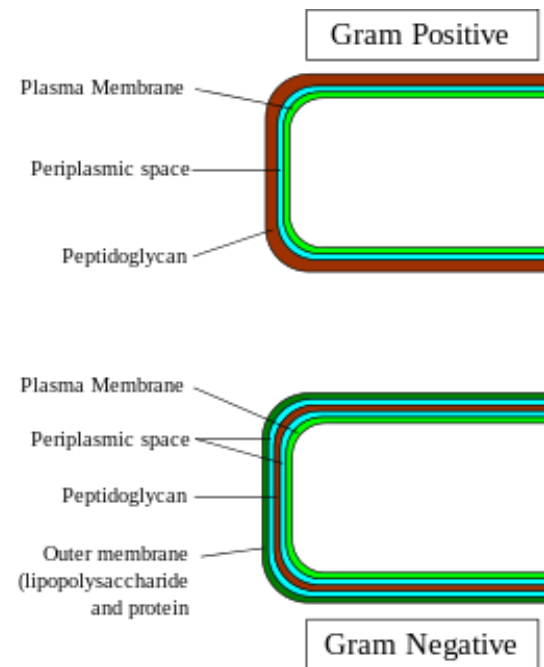 Gram Positive
Plasma Membrane
Periplasmic space
Peptidoglycan
Plasma Membrane
Periplasmic space
Peptidoglycan
Outer membrane
(lipopolysaccharide
and protein
Gram Negative